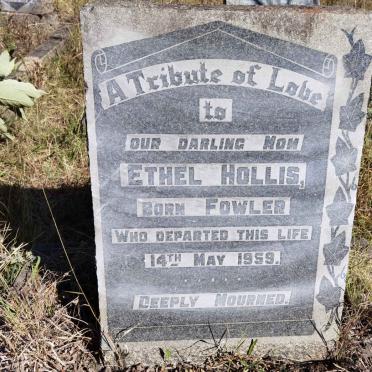 A Tribute of Love
to
OUR DARLING MOM
ETHEL HOLLIS,
BORN FOWLER
WHO DEPARTED THIS LIFE
14TH MAY 1959.
DEEPLY MOURNED.